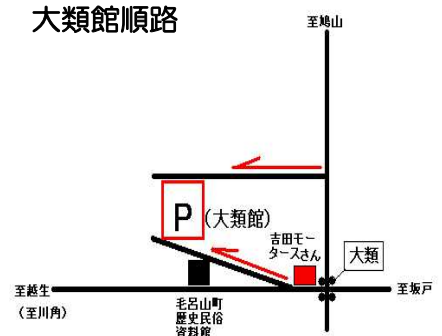 大類館順路
至鳩山
P
(大類館)
吉田モー
タースさん
大類
至越生
(至川角)
至坂戸
毛呂山町
歴史民俗
資料館